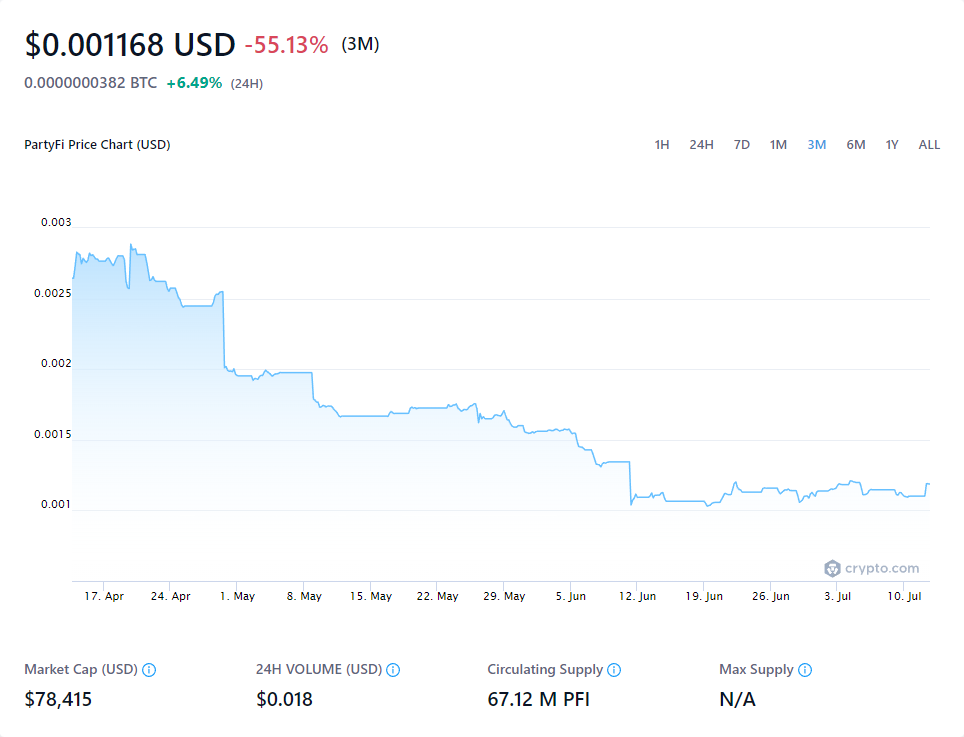 $0.001168 USD -55.13% (3M)
0.0000000382 BTC +6.49% (24H)
PartyFi Price Chart (USD) 1H 24H 7D 1M 3M 6M 1Y ALL
0.003
0.0025
0.002
0.0015
0.001
crypto.com
17. Apr 24. Apr 1. May 8. May 15. May 22. May 29. May 5. Jun 12. Jun 19. Jun 26. Jun 3. Jul 10. Jul
Market Cap (USD) 24H VOLUME (USD) Circulating Supply Max Supply
$78,415 $0.018 67.12 M PFI N/A